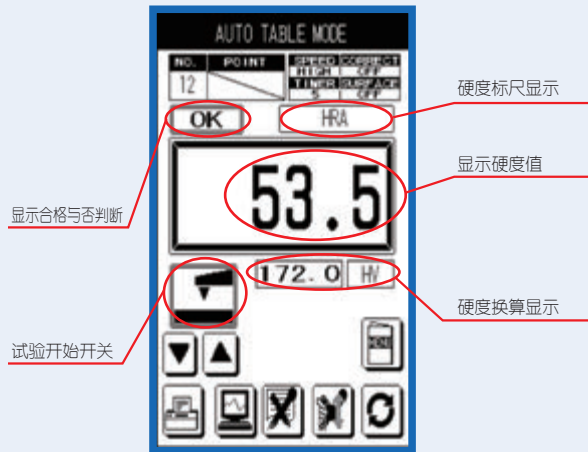 AUTO TABLE MODE
NO. POINT SPEED CORRECT
HIGH OFF
12 TIMER SURFACE
5 OFF
OK HRA
硬度标尺显示
53.5
显示硬度值
显示合格与否判断
172.0 HV
硬度换算显示
试验开始开关
MENU